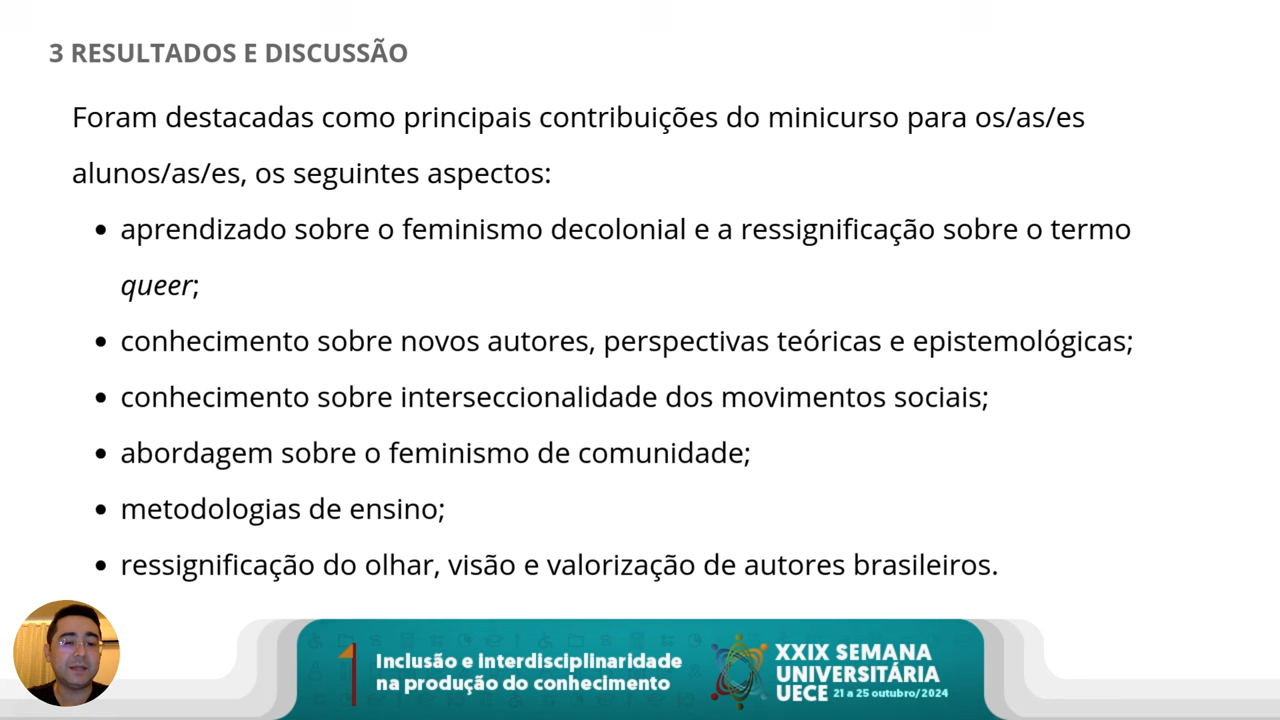 3 RESULTADOS E DISCUSSÃO
Foram destacadas como principais contribuições do minicurso para os/as/es
alunos/as/es, os seguintes aspectos:
• aprendizado sobre o feminismo decolonial e a ressignificação sobre o termo
queer;
• conhecimento sobre novos autores, perspectivas teóricas e epistemológicas;
• conhecimento sobre interseccionalidade dos movimentos sociais;
• abordagem sobre o feminismo de comunidade;
• metodologias de ensino;
• ressignificação do olhar, visão e valorização de autores brasileiros.
Inclusão e interdisciplinaridade
na produção do conhecimento
XXIX SEMANA
UNIVERSITÁRIA
UECE 21 a 25 outubro/2024